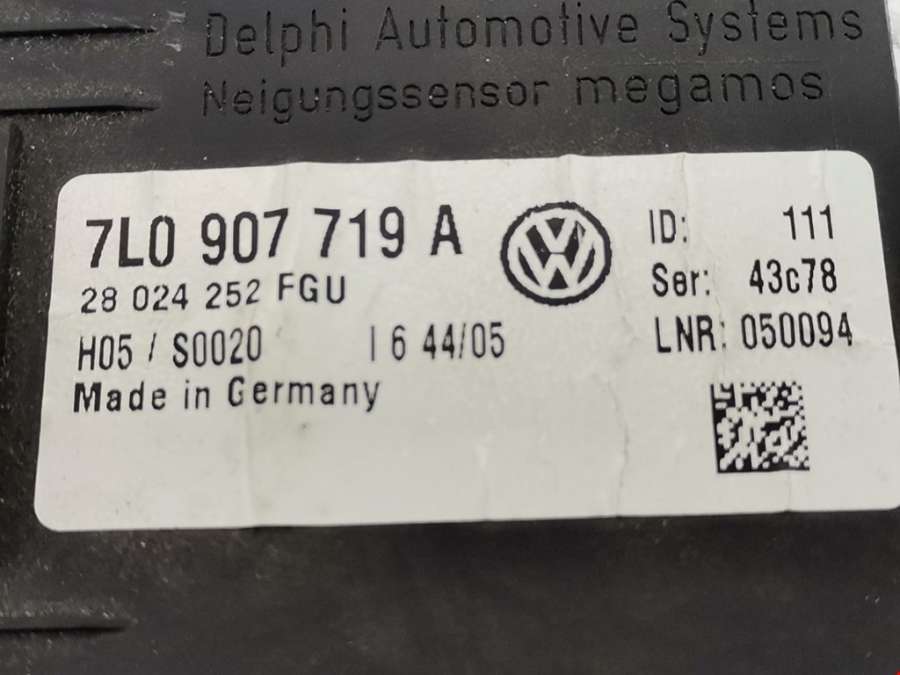 Delphi Automotive Systems
Neigungssensor megamos
7L0 907 719 A
28 024 252 FGU
H05 / S0020 I 6 44/05
Made in Germany
VW
ID: 111
Ser: 43c78
LNR: 050094